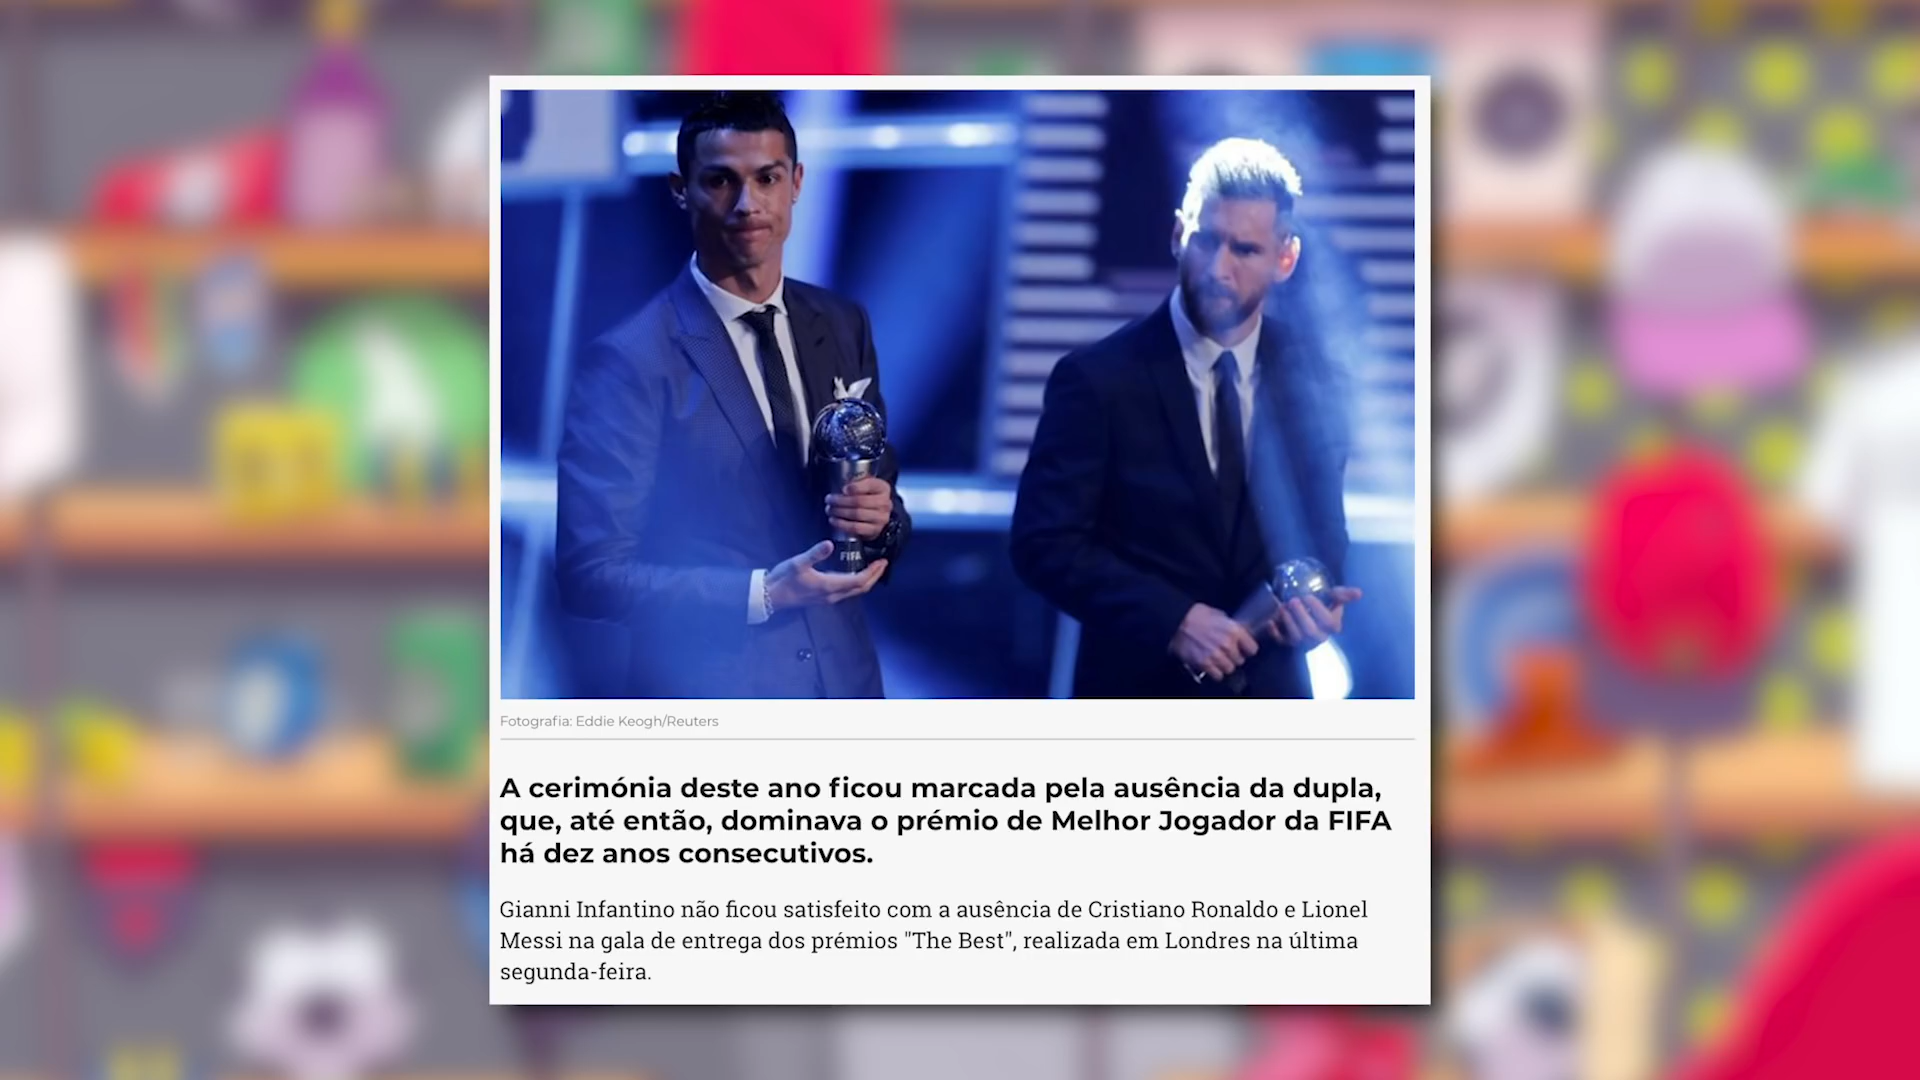 FIFA
Fotografia: Eddie Keogh/Reuters
A cerimónia deste ano ficou marcada pela ausência da dupla,
que, até então, dominava o prémio de Melhor Jogador da FIFA
há dez anos consecutivos.
Gianni Infantino não ficou satisfeito com a ausência de Cristiano Ronaldo e Lionel
Messi na gala de entrega dos prémios "The Best", realizada em Londres na última
segunda-feira.